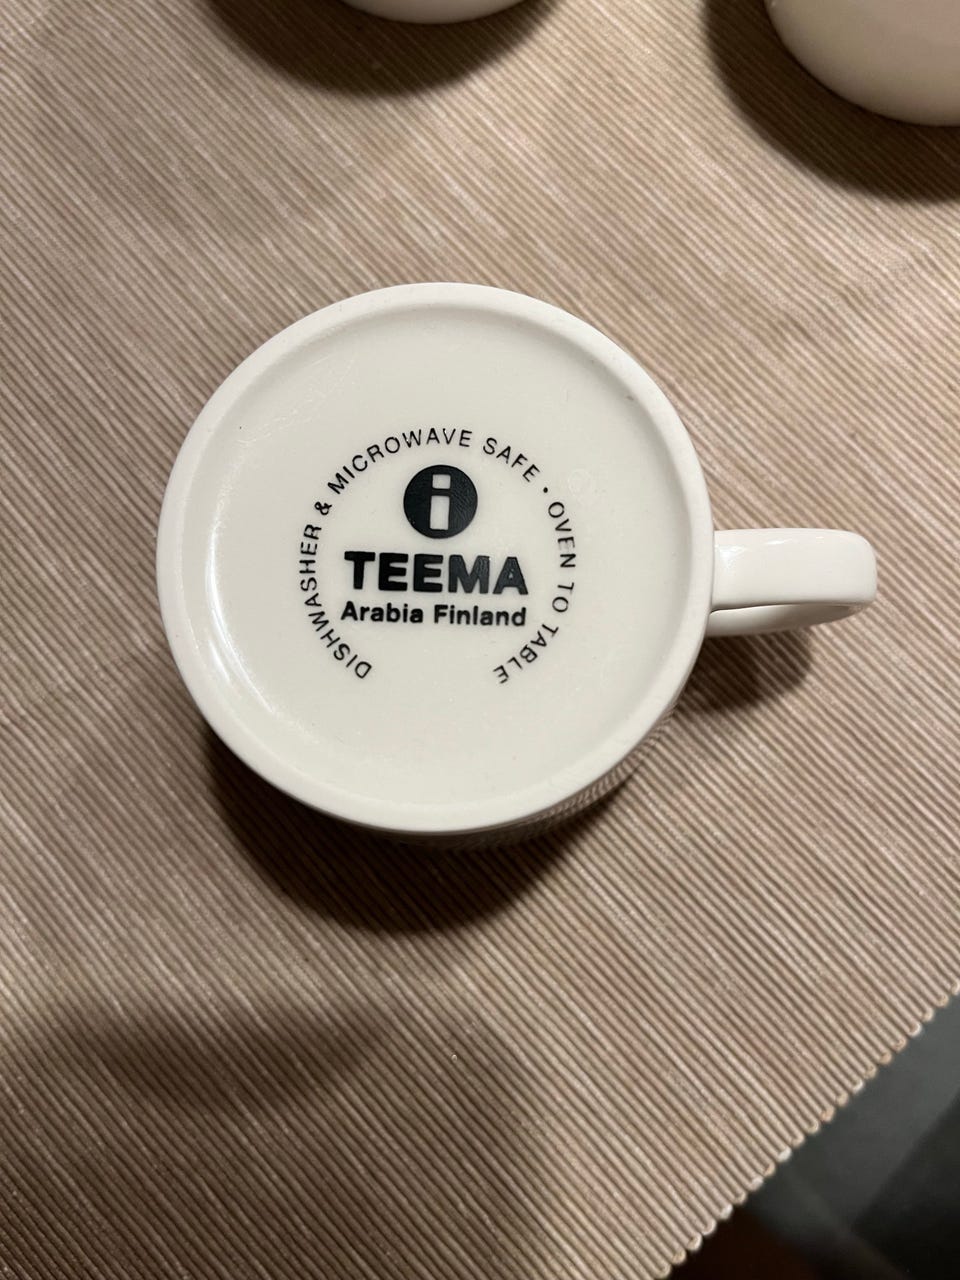 DISHWASHER & MICROWAVE SAFE · OVEN TO TABLE
i
TEEMA
Arabia Finland